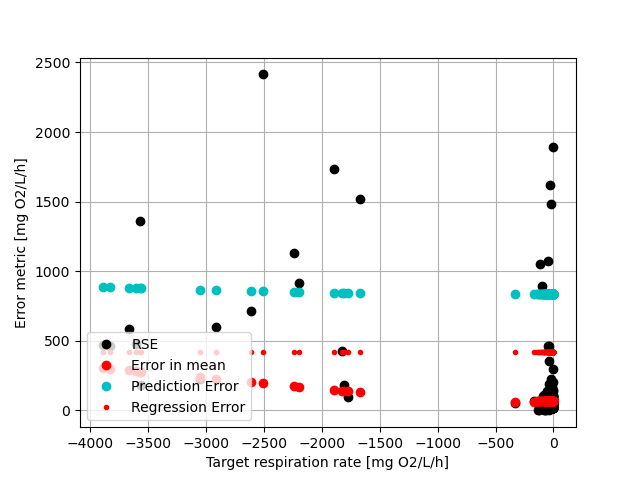 2500
2000
1500
1000
500
0
Error metric [mg O2/L/h]
RSE
Error in mean
Prediction Error
Regression Error
−4000 −3500 −3000 −2500 −2000 −1500 −1000 −500 0
Target respiration rate [mg O2/L/h]